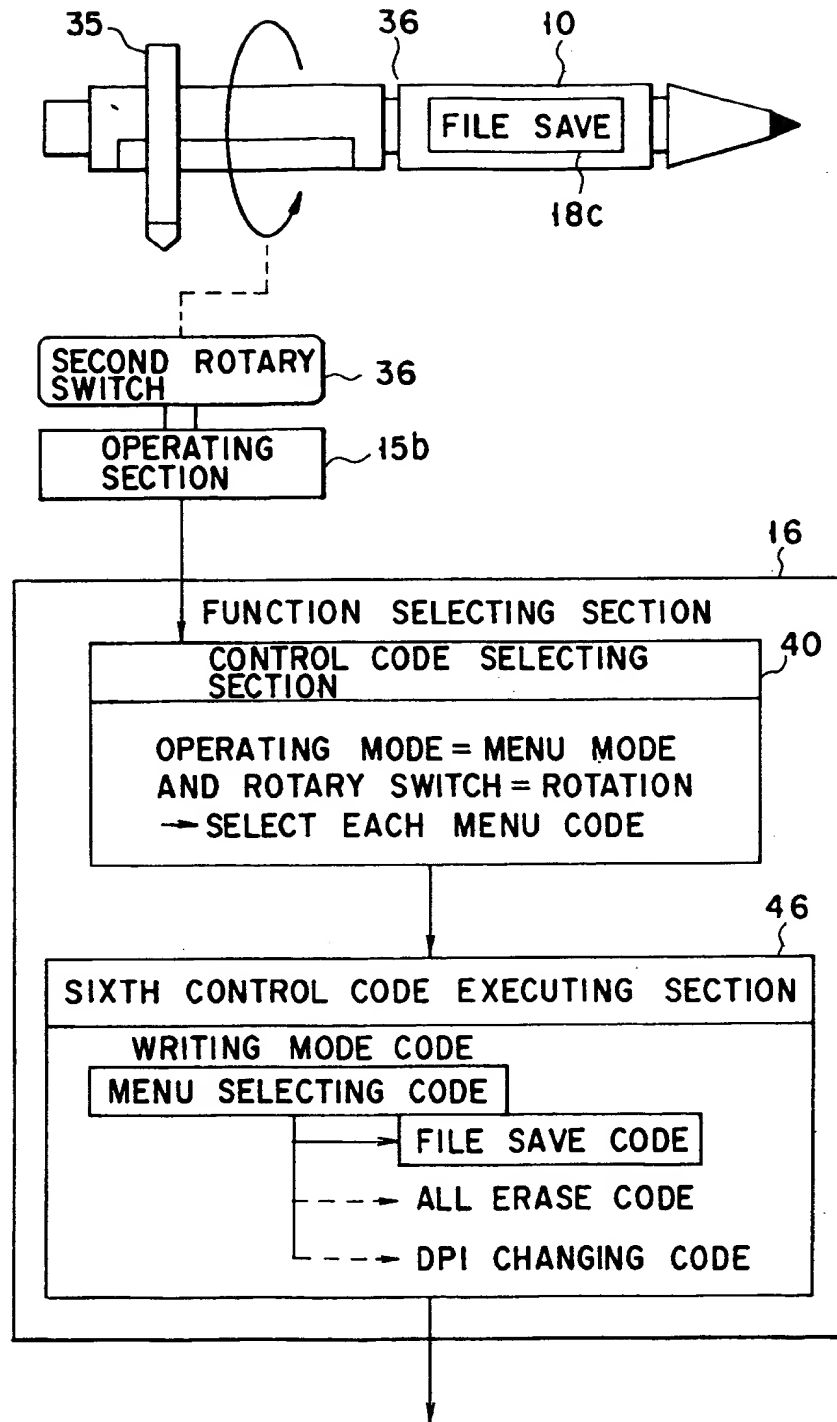 35
36
10
FILE SAVE
18c
SECOND ROTARY
SWITCH
36
OPERATING
SECTION
15b
16
FUNCTION SELECTING SECTION
CONTROL CODE SELECTING
SECTION
40
OPERATING MODE = MENU MODE
AND ROTARY SWITCH = ROTATION
→ SELECT EACH MENU CODE
46
SIXTH CONTROL CODE EXECUTING SECTION
WRITING MODE CODE
MENU SELECTING CODE
FILE SAVE CODE
ALL ERASE CODE
DPI CHANGING CODE